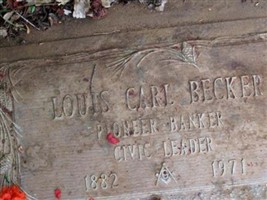 LOUIS CARL BECKER
PIONEER BANKER
CIVIC LEADER
1882 1971